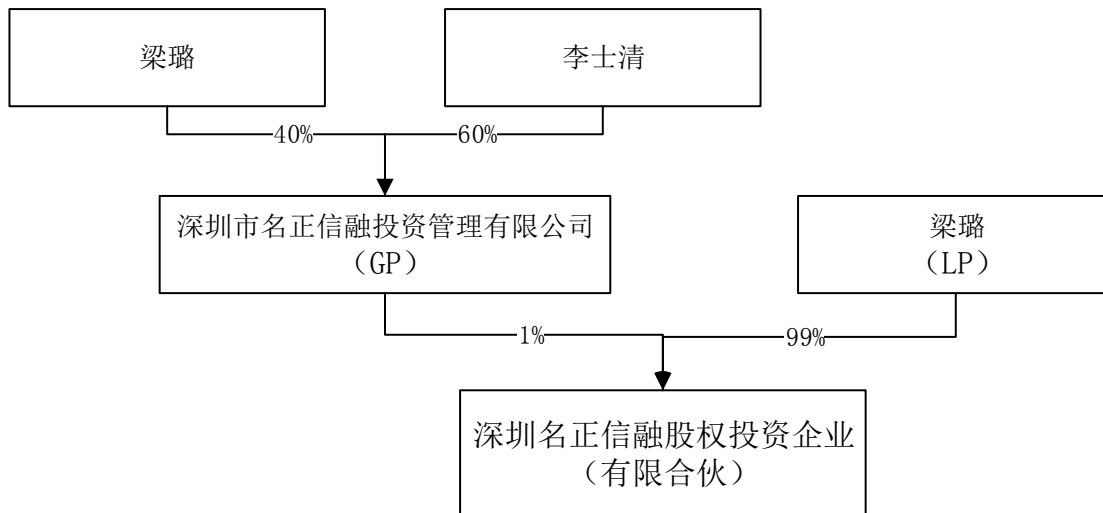 梁璐
李士清
40%
60%
深圳市名正信融投资管理有限公司
（GP）
梁璐
（LP）
1%
99%
深圳名正信融股权投资企业
（有限合伙）